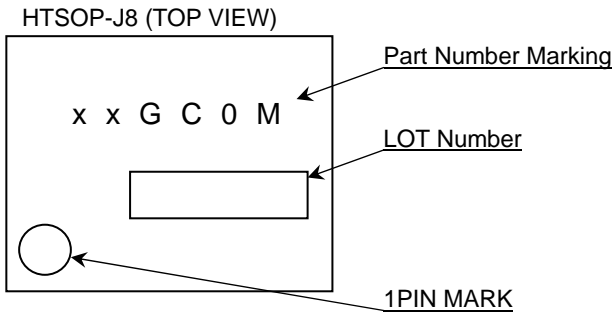 HTSOP-J8 (TOP VIEW)
Part Number Marking
x x G C 0 M
LOT Number
1PIN MARK